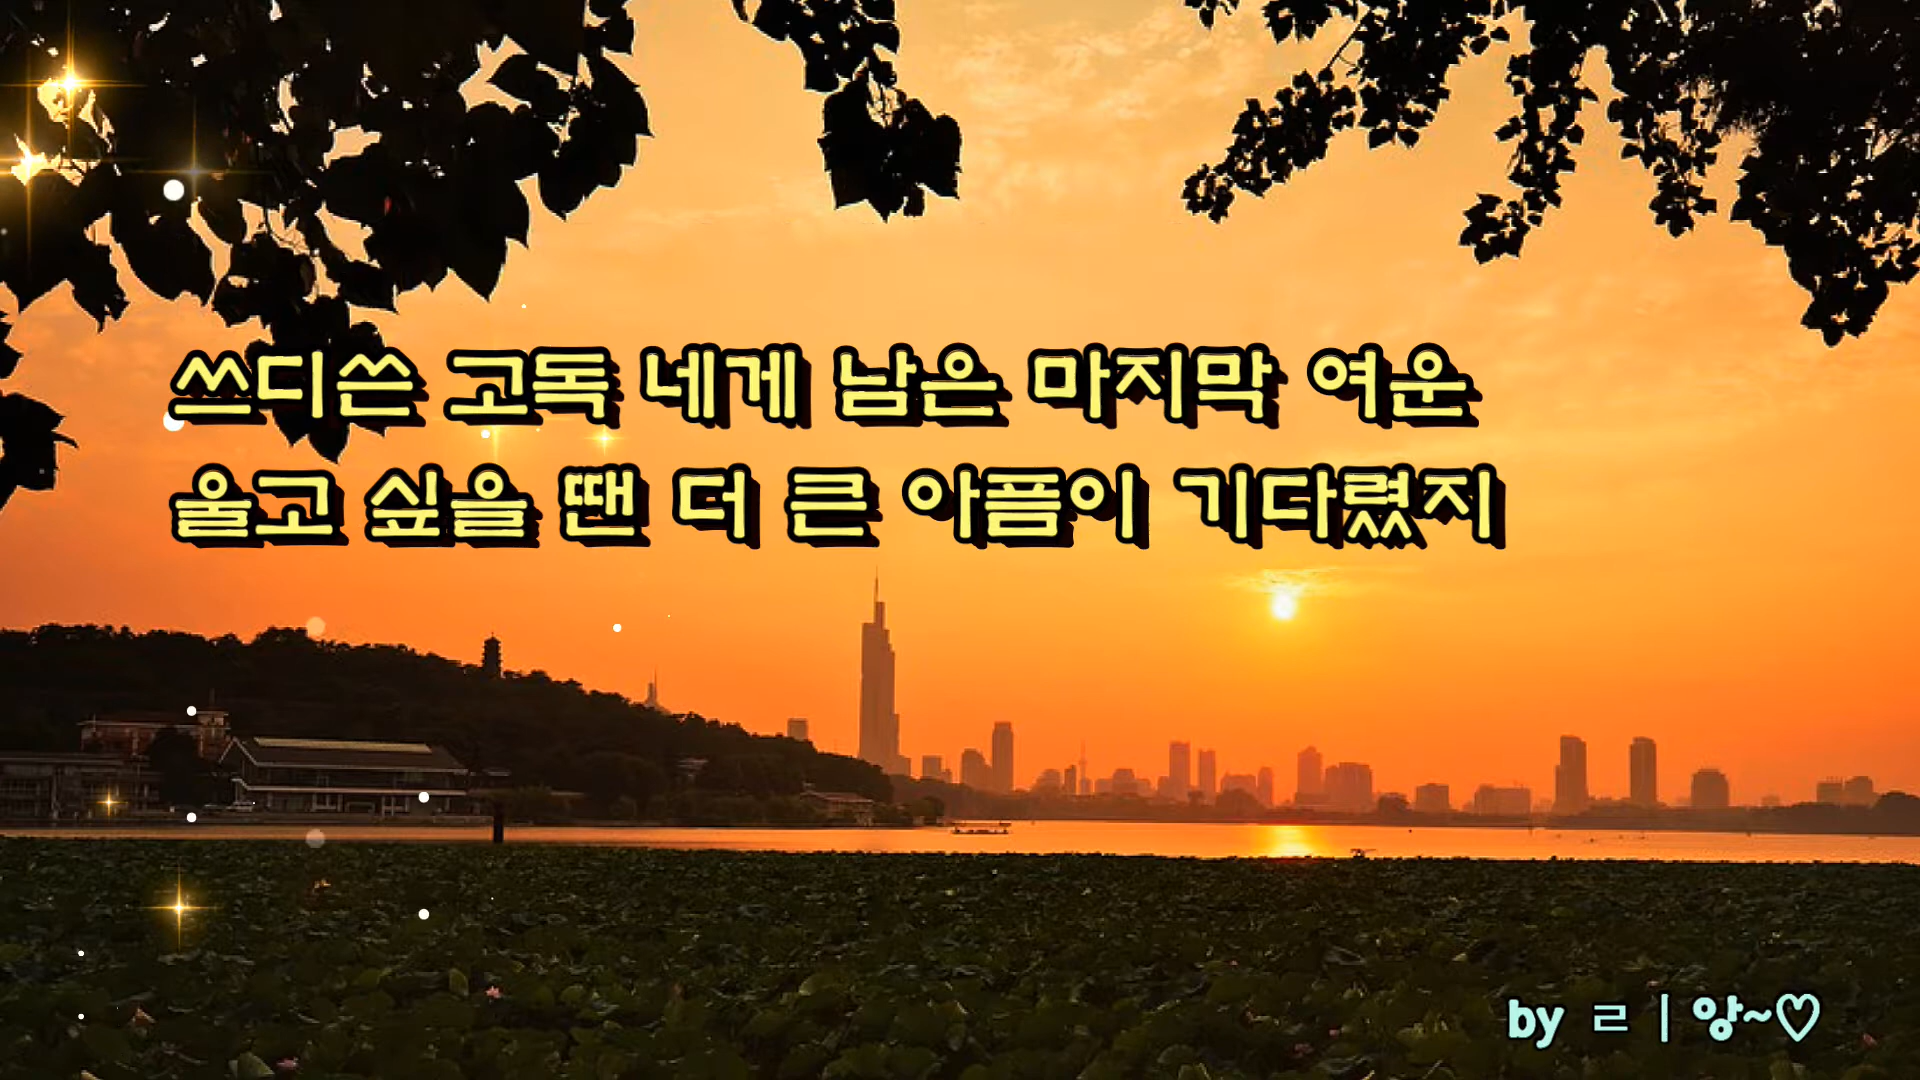 쓰디쓴 고독 네게 남은 마지막 여운
울고 싶을 땐 더 큰 아픔이 기다렸지
by ㄹㅣ앙~♡